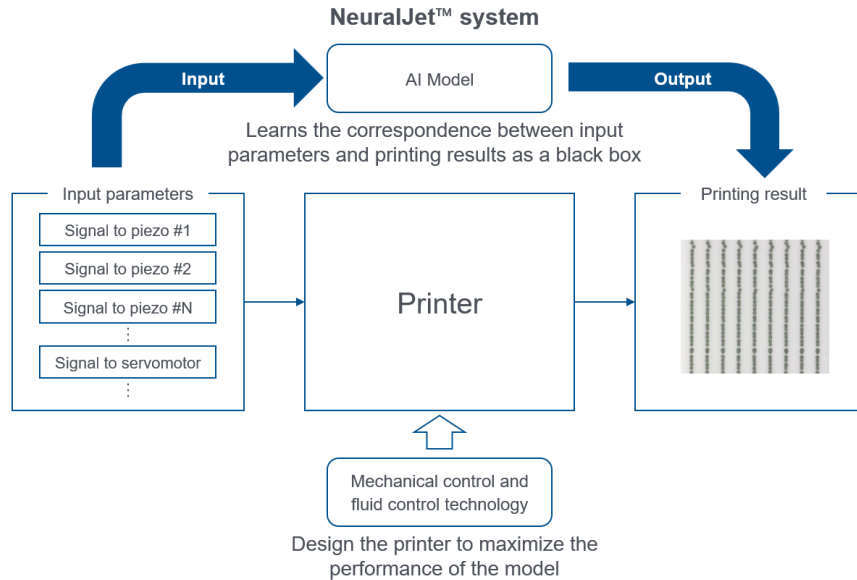 NeuralJet™ system
Input
AI Model
Output
Learns the correspondence between input
parameters and printing results as a black box
Input parameters
Signal to piezo #1
Signal to piezo #2
Signal to piezo #N
⋮
Signal to servomotor
⋮
Printer
Printing result
Mechanical control and
fluid control technology
Design the printer to maximize the
performance of the model